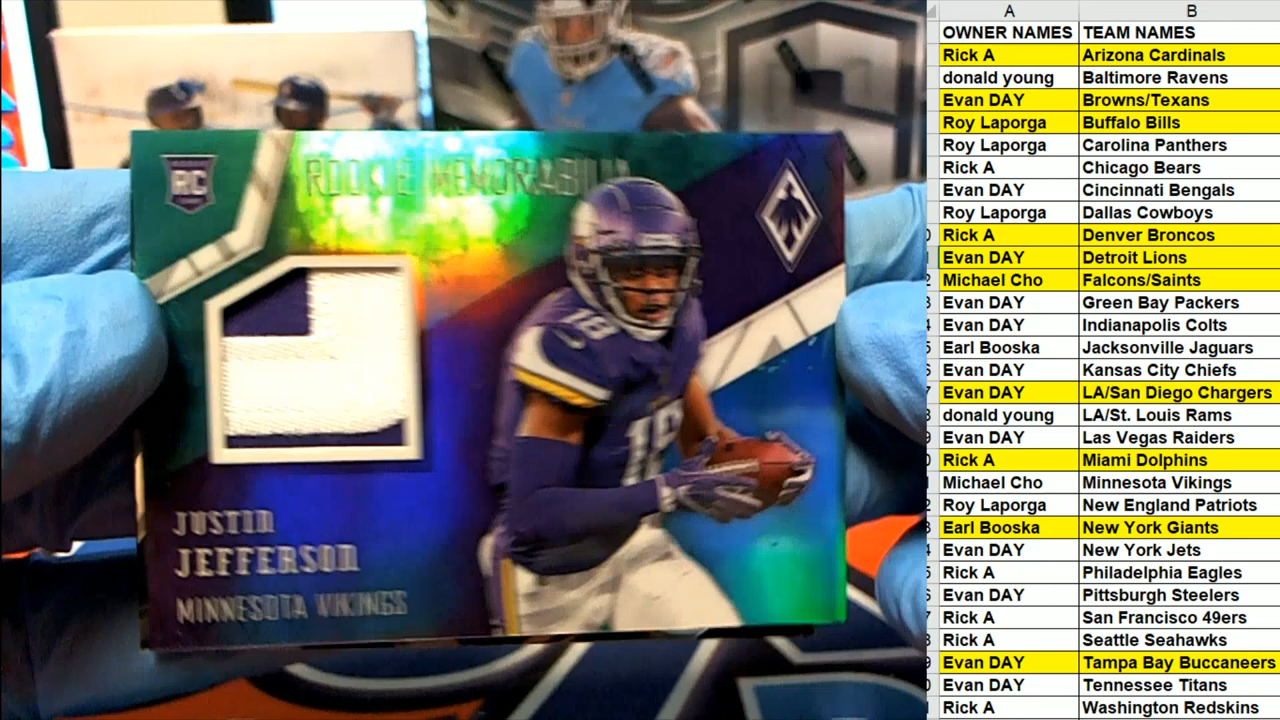 RC
ROOKIE MEMORABILIA
18
18
JUSTIN
JEFFERSON
MINNESOTA VIKINGS
A B
OWNER NAMES TEAM NAMES
Rick A Arizona Cardinals
donald young Baltimore Ravens
Evan DAY Browns/Texans
Roy Laporga Buffalo Bills
Roy Laporga Carolina Panthers
Rick A Chicago Bears
Evan DAY Cincinnati Bengals
Roy Laporga Dallas Cowboys
Rick A Denver Broncos
Evan DAY Detroit Lions
Michael Cho Falcons/Saints
Evan DAY Green Bay Packers
Evan DAY Indianapolis Colts
Earl Booska Jacksonville Jaguars
Evan DAY Kansas City Chiefs
Evan DAY LA/San Diego Chargers
donald young LA/St. Louis Rams
Evan DAY Las Vegas Raiders
Rick A Miami Dolphins
Michael Cho Minnesota Vikings
Roy Laporga New England Patriots
Earl Booska New York Giants
Evan DAY New York Jets
Rick A Philadelphia Eagles
Evan DAY Pittsburgh Steelers
Rick A San Francisco 49ers
Rick A Seattle Seahawks
Evan DAY Tampa Bay Buccaneers
Evan DAY Tennessee Titans
Rick A Washington Redskins